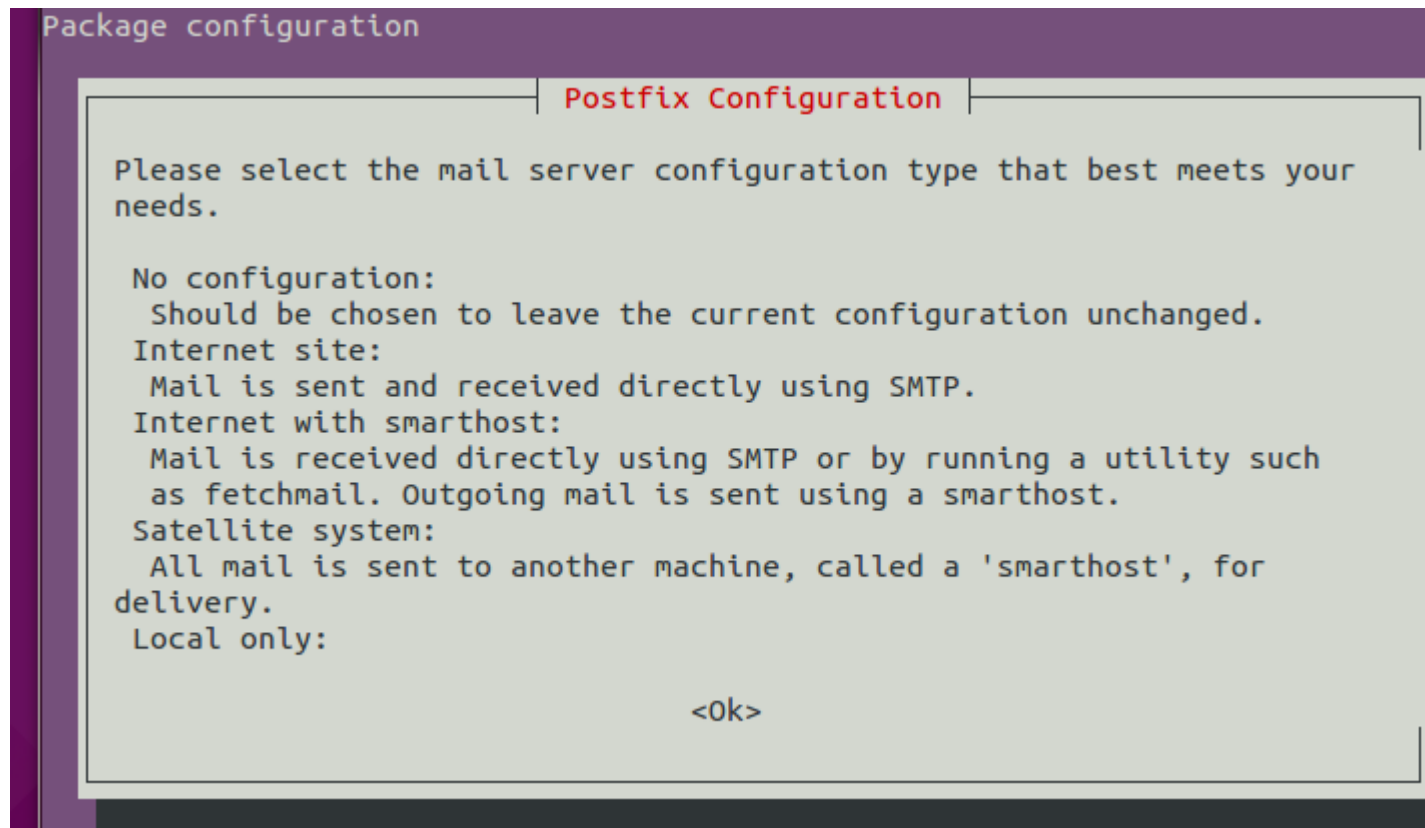 Package configuration
Postfix Configuration
Please select the mail server configuration type that best meets your
needs.
No configuration:
Should be chosen to leave the current configuration unchanged.
Internet site:
Mail is sent and received directly using SMTP.
Internet with smarthost:
Mail is received directly using SMTP or by running a utility such
as fetchmail. Outgoing mail is sent using a smarthost.
Satellite system:
All mail is sent to another machine, called a 'smarthost', for
delivery.
Local only:
<Ok>